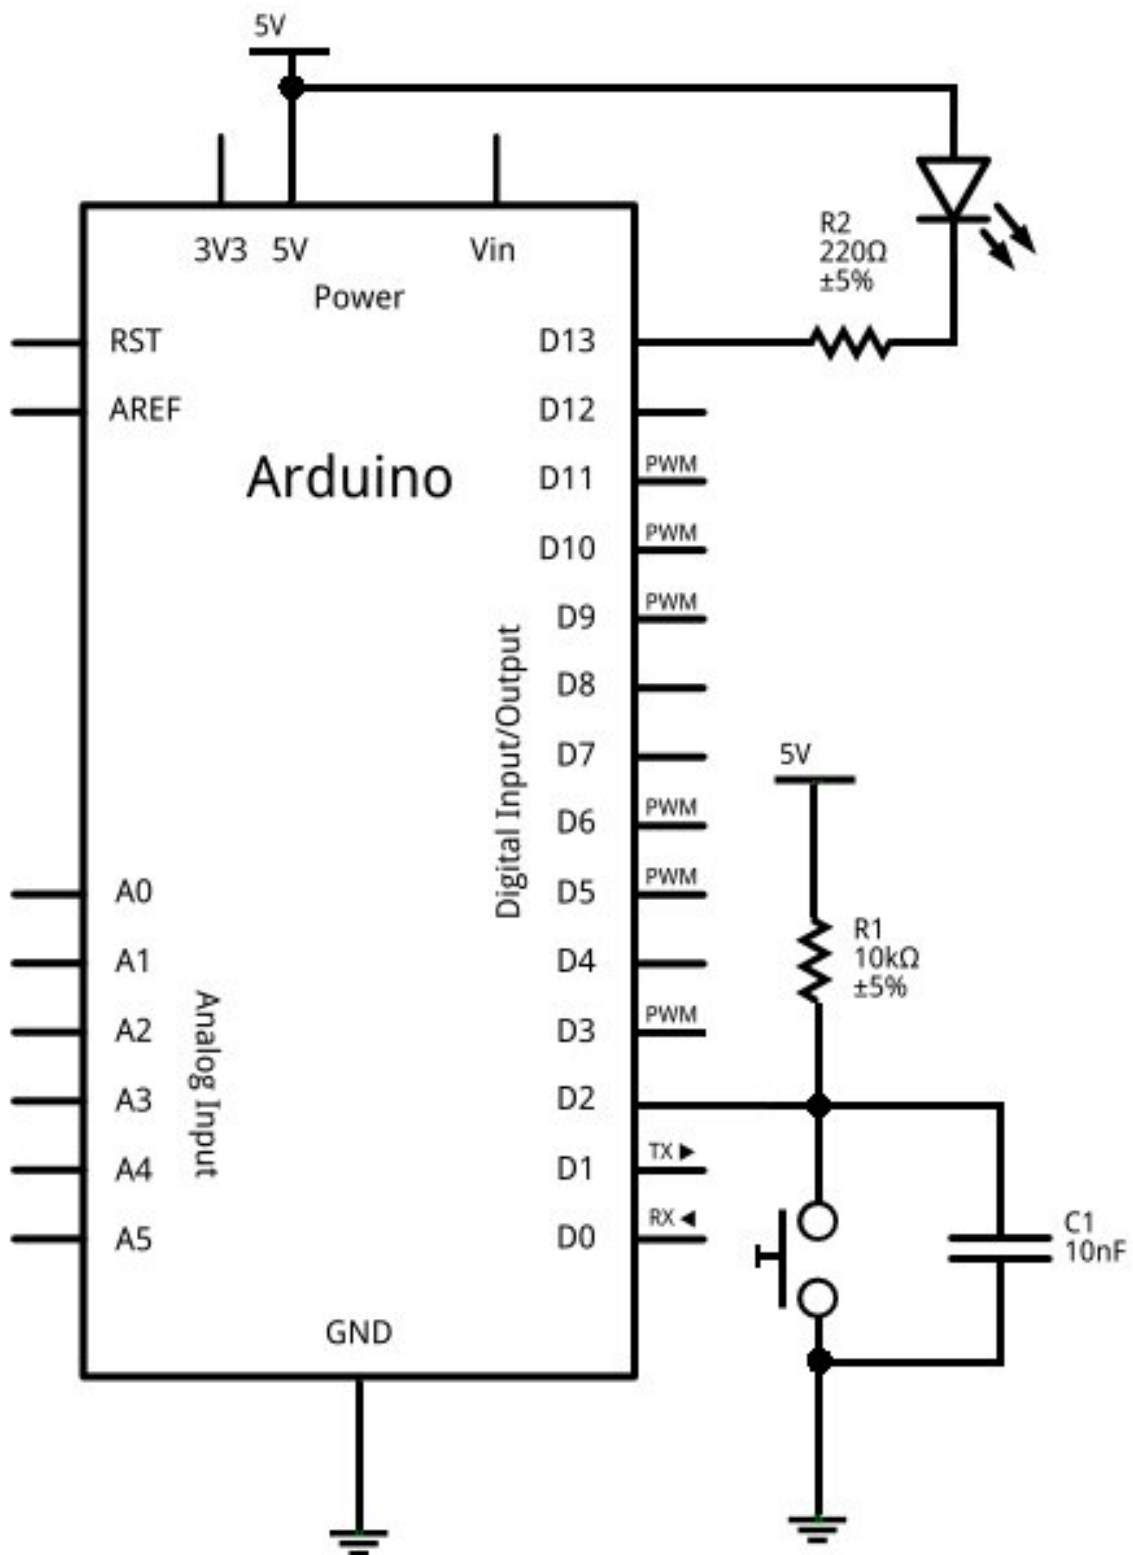 5V
3V3 5V Vin
Power
R2
220Ω
±5%
RST
D13
AREF
D12
Arduino
PWM
D11
PWM
D10
PWM
D9
Digital Input/Output
D8
D7
5V
PWM
D6
PWM
A0
D5
R1
10kΩ
±5%
A1
D4
Analog Input
PWM
A2
D3
A3
D2
TX ▶
A4
D1
RX ◀
A5
D0
C1
10nF
GND